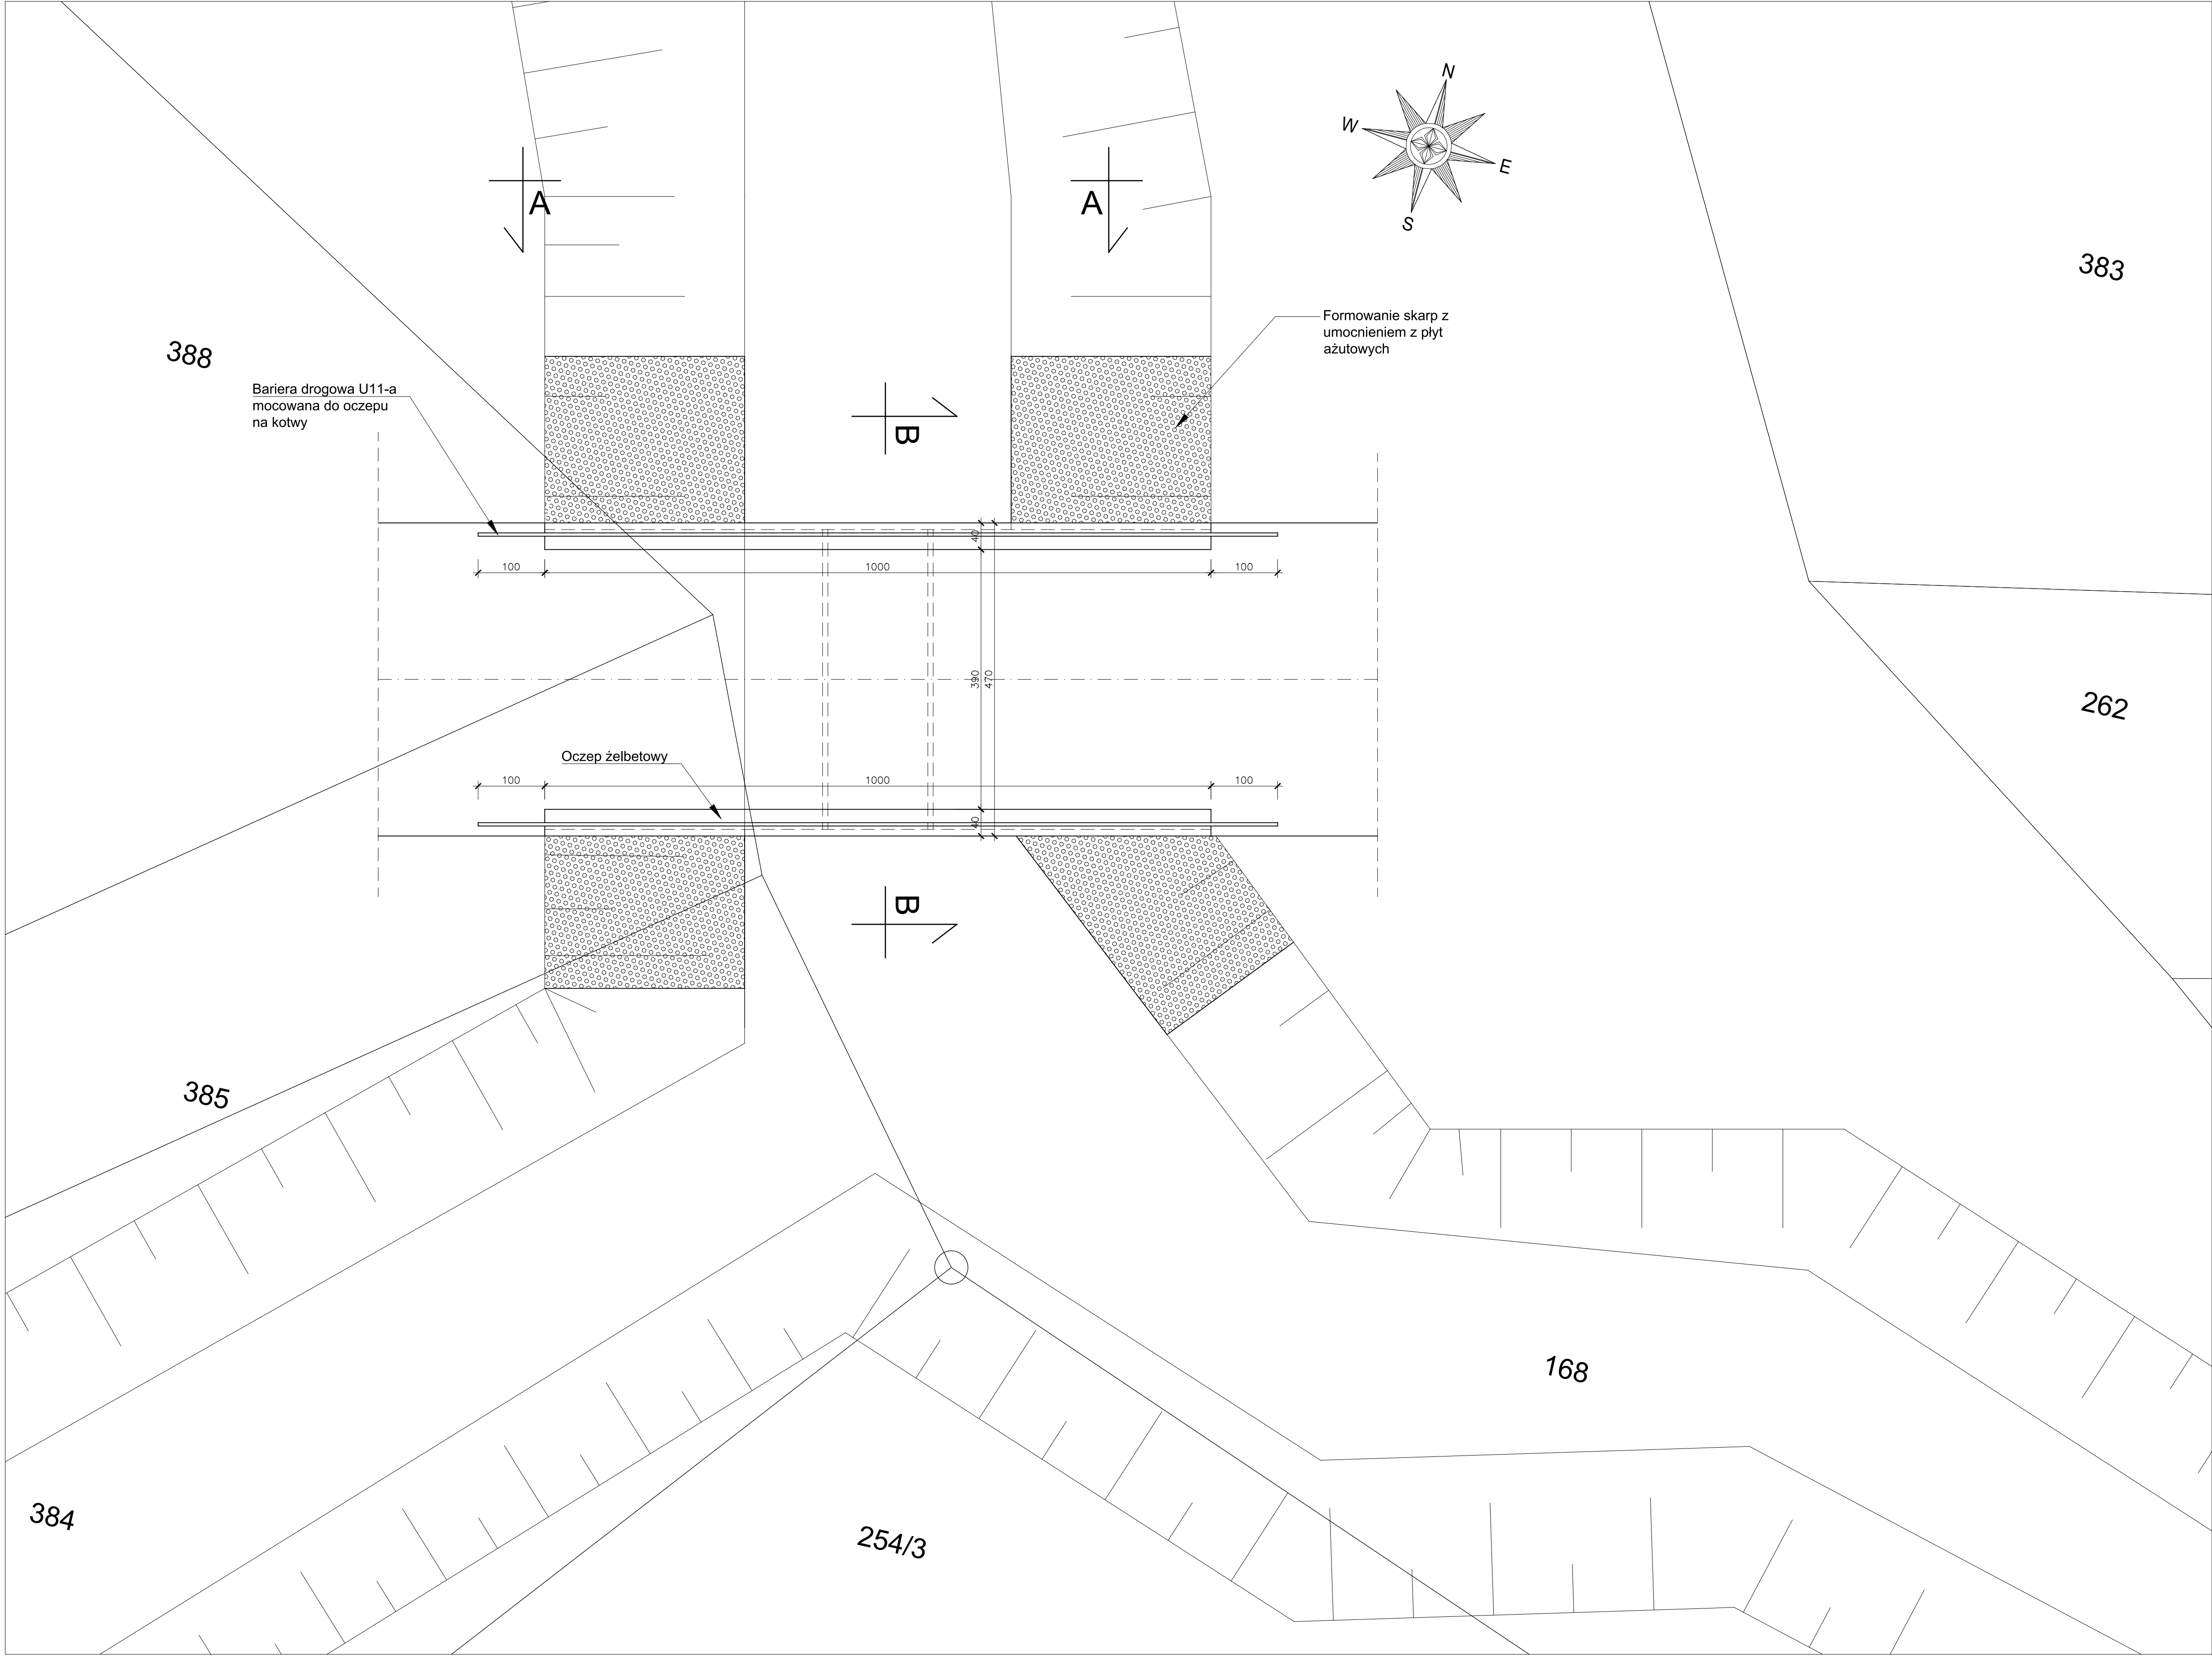 N
W
E
S
A
A
383
388
Formowanie skarp z
umocnieniem z płyt
ażutowych
Bariera drogowa U11-a
mocowana do oczepu
na kotwy
B
40
100
1000
100
390
470
262
Oczep żelbetowy
100
1000
100
40
B
385
168
384
254/3